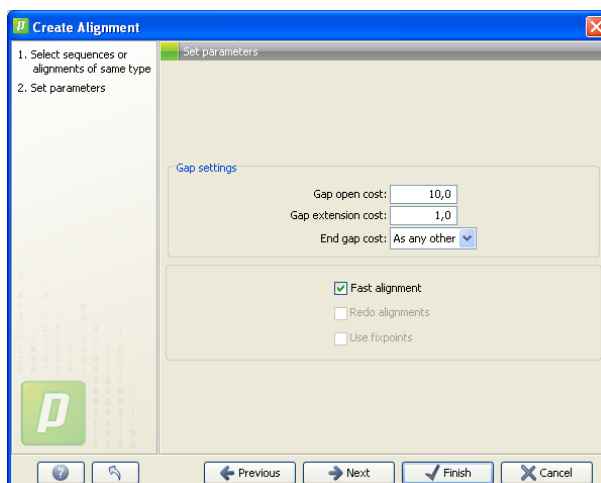 Create Alignment
1. Select sequences or
alignments of same type
2. Set parameters
Set parameters
Gap settings
Gap open cost: 10,0
Gap extension cost: 1,0
End gap cost: As any other
Fast alignment
Redo alignments
Use fixpoints
Previous
Next
Finish
Cancel